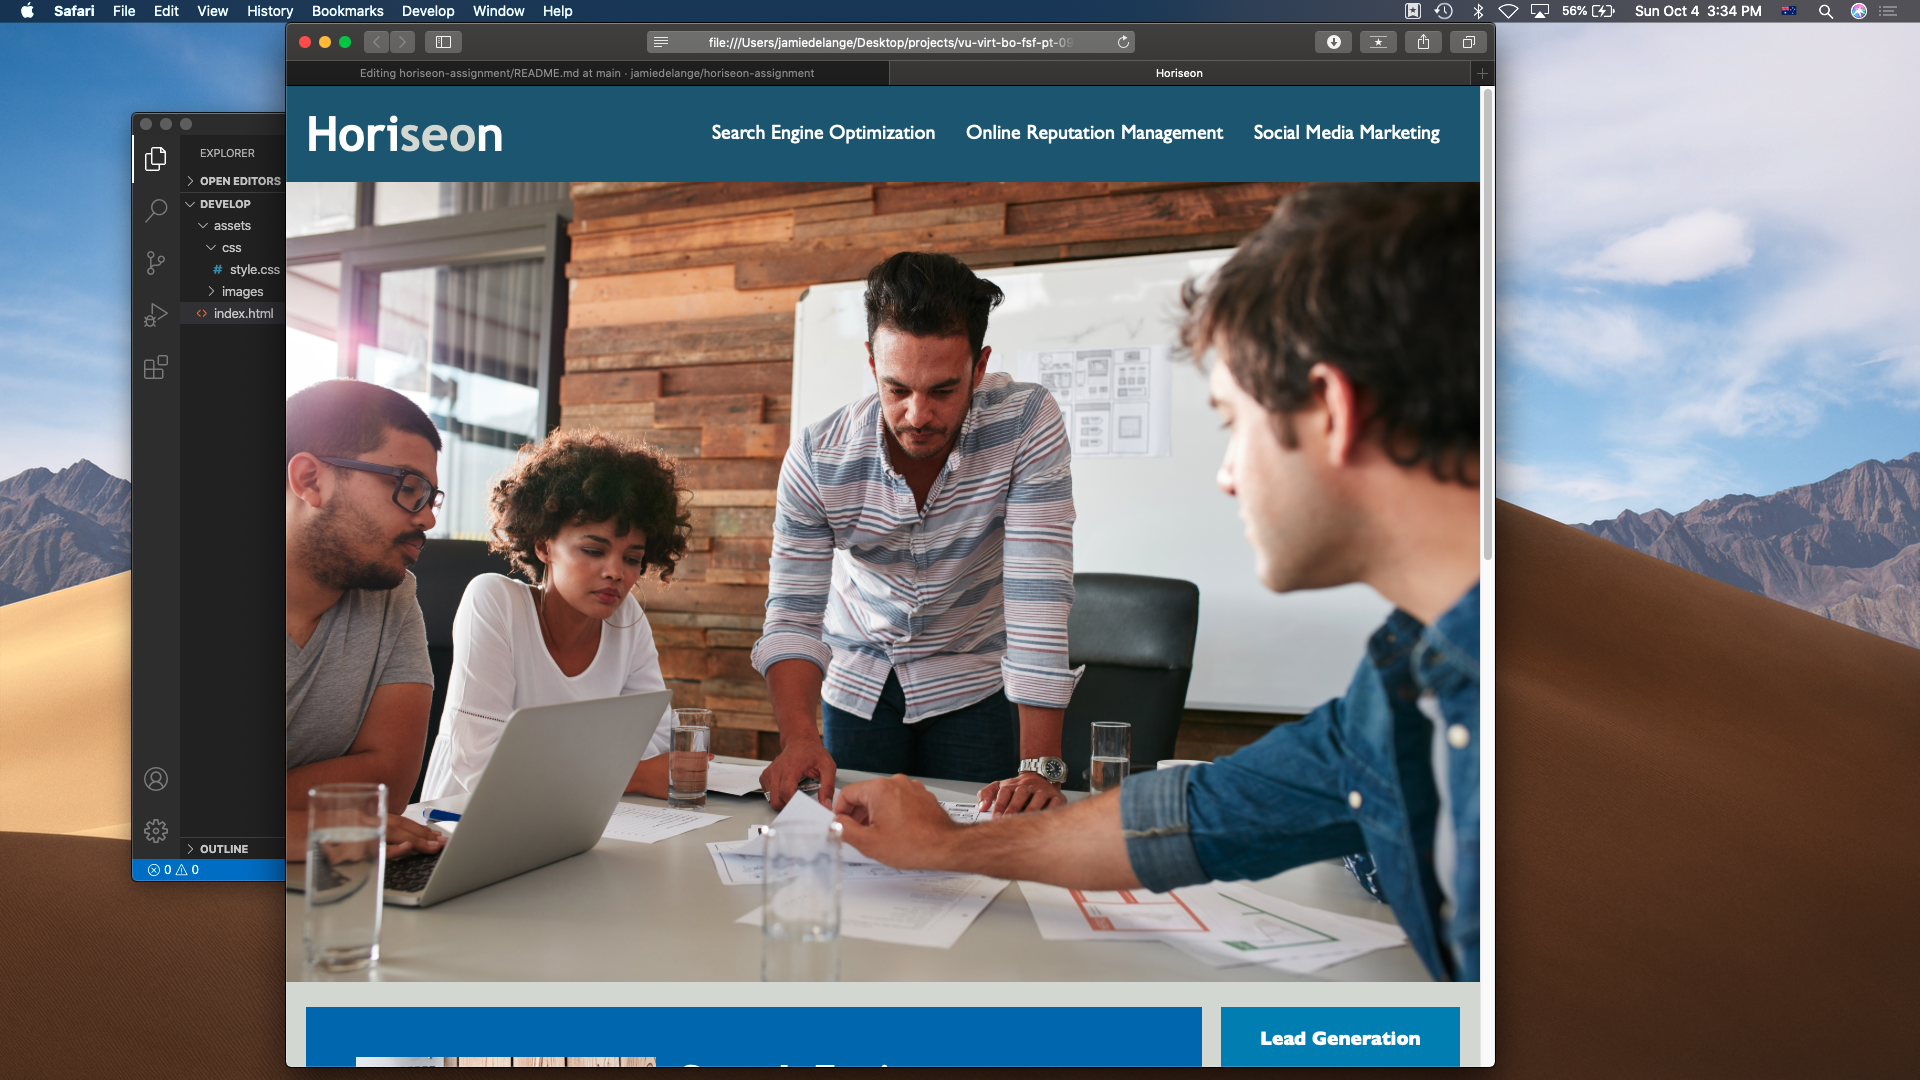 Safari File Edit View History Bookmarks Develop Window Help 56% Sun Oct 4 3:34 PM
file:///Users/jamiedelange/Desktop/projects/vu-virt-bo-fsf-pt-09
Editing horiseon-assignment/README.md at main · jamiedelange/horiseon-assignment
Horiseon
EXPLORER
OPEN EDITORS
DEVELOP
assets
css
# style.css
images
<> index.html
OUTLINE
0 0
Horiseon
Search Engine Optimization Online Reputation Management Social Media Marketing
Lead Generation